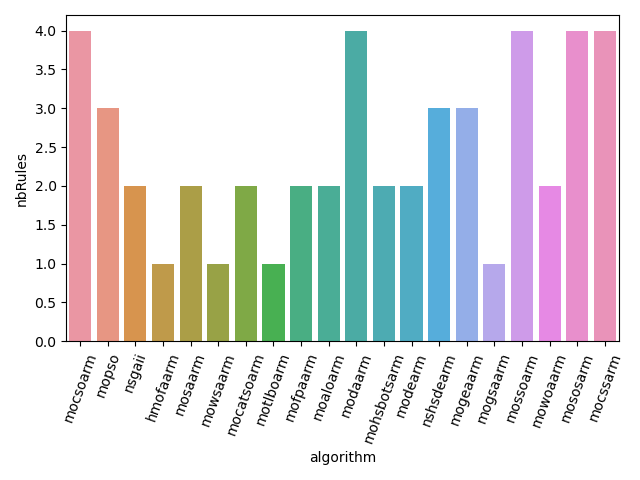 4.0
3.5
3.0
2.5
2.0
1.5
1.0
0.5
0.0
nbRules
mocsoarm
mopso
nsgaii
hmofaarm
mosaarm
mowsaarm
mocatsoarm
motlboarm
mofpaarm
moaloarm
modaarm
mohsbotsarm
modearm
nshsdearm
mogeaarm
mogsaarm
mossoarm
mowoaarm
mososarm
mocssarm
algorithm